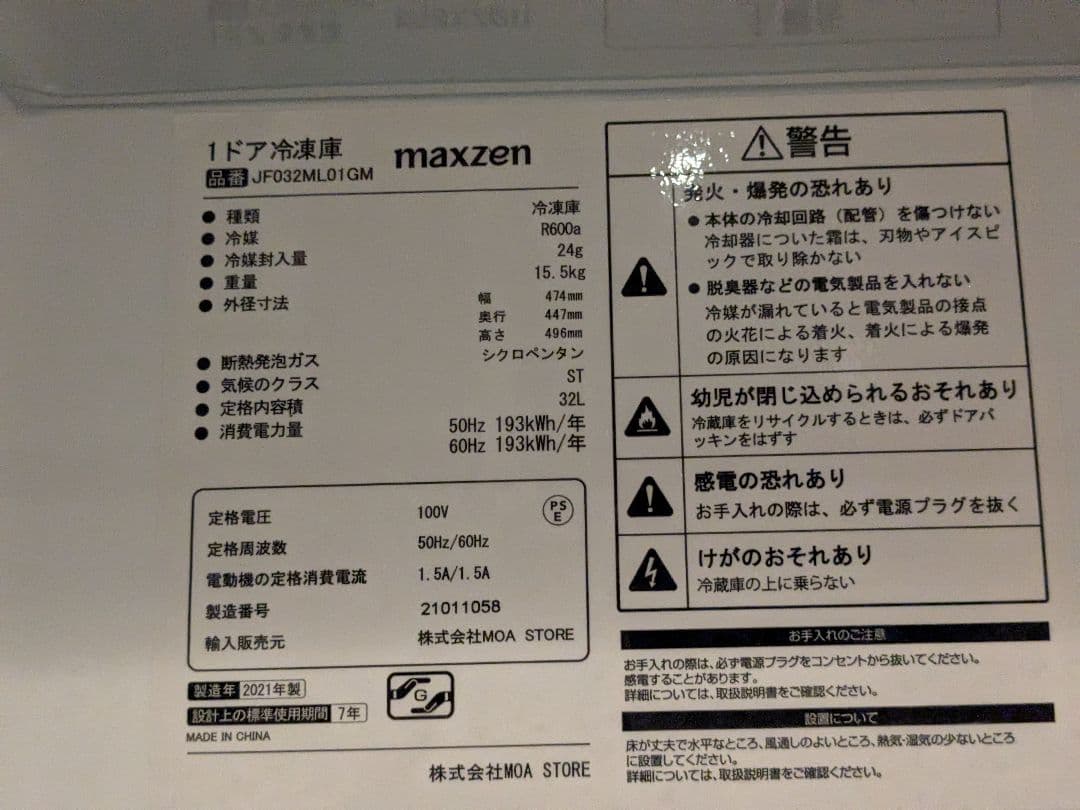 1ドア冷凍庫 maxzen
品番 JF032ML01GM
● 種類 冷凍庫
● 冷媒 R600a
● 冷媒封入量 24g
● 重量 15.5kg
● 外径寸法 幅 474mm
奥行 447mm
高さ 496mm
● 断熱発泡ガス シクロペンタン
● 気候のクラス ST
● 定格内容積 32L
● 消費電力量 50Hz 193kWh/年
60Hz 193kWh/年
定格電圧 100V
PS
E
定格周波数 50Hz/60Hz
電動機の定格消費電流 1.5A/1.5A
製造番号 21011058
輸入販売元 株式会社MOA STORE
製造年 2021年製
設計上の標準使用期間 7年
G
MADE IN CHINA
株式会社MOA STORE
警告
発火・爆発の恐れあり
● 本体の冷却回路（配管）を傷つけない
冷却器についた霜は、刃物やアイスピ
ックで取り除かない
● 脱臭器などの電気製品を入れない
冷媒が漏れていると電気製品の接点
の火花による着火、着火による爆発
の原因になります
幼児が閉じ込められるおそれあり
冷蔵庫をリサイクルするときは、必ずドアパ
ッキンをはずす
感電の恐れあり
お手入れの際は、必ず電源プラグを抜く
けがのおそれあり
冷蔵庫の上に乗らない
お手入れのご注意
お手入れの際は、必ず電源プラグをコンセントから抜いてください。
感電することがあります。
詳細については、取扱説明書をご確認ください。
設置について
床が丈夫で水平なところ、風通しのよいところ、熱気・湿気の少ないところ
に設置してください。
詳細については、取扱説明書をご確認ください。